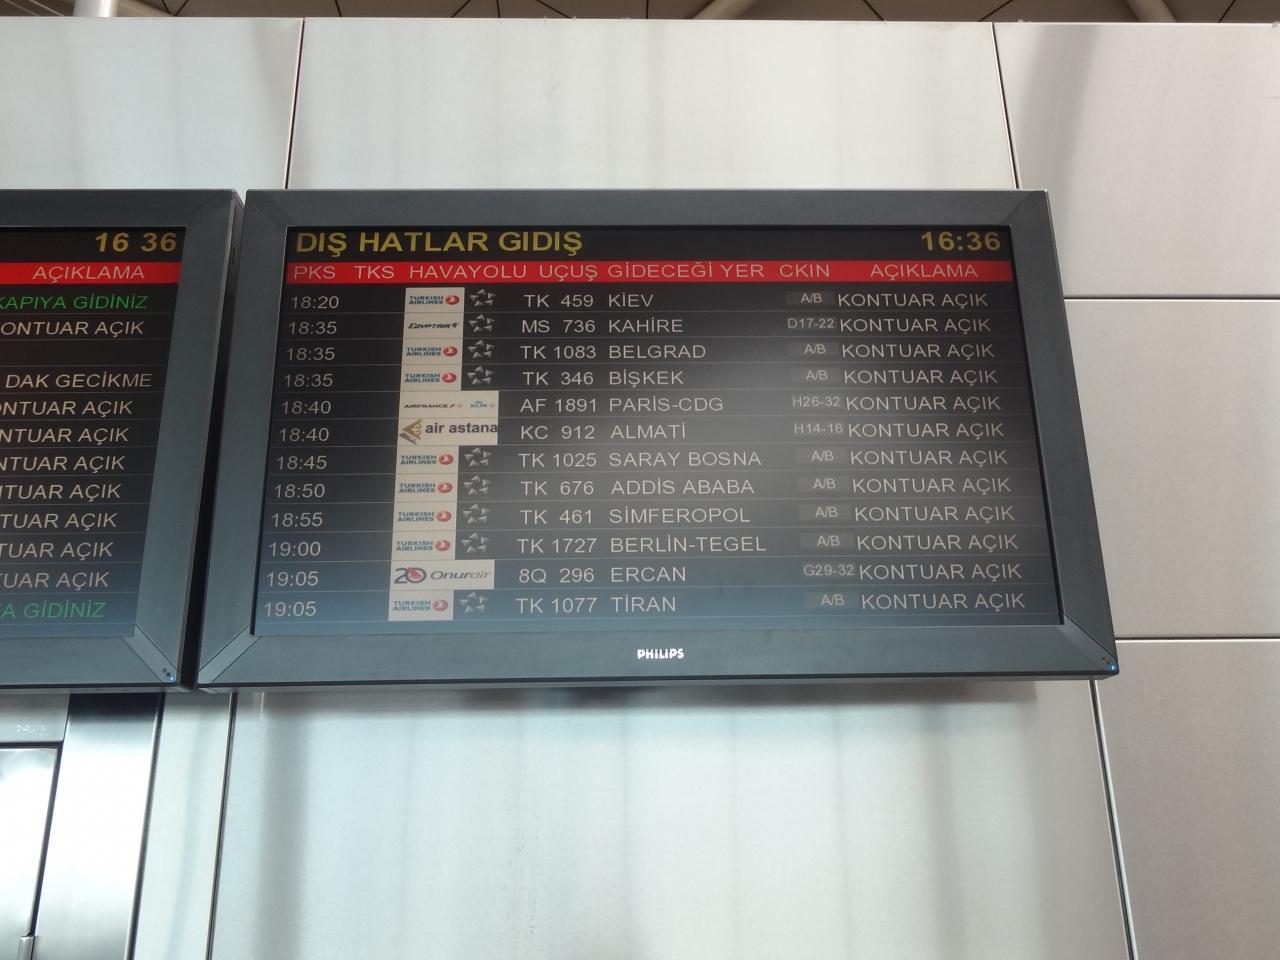 16 36
AÇIKLAMA
KAPIYA GİDİNİZ
KONTUAR AÇIK
DAK GECİKME
ONTUAR AÇIK
ONTUAR AÇIK
NTUAR AÇIK
NTUAR AÇIK
TUAR AÇIK
TUAR AÇIK
TUAR AÇIK
A GİDİNİZ
DIŞ HATLAR GIDIŞ 16:36
PKS TKS HAVAYOLU UÇUŞ GİDECEĞİ YER CKIN AÇIKLAMA
18:20 TURKISH AIRLINES TK 459 KİEV A/B KONTUAR AÇIK
18:35 EGYPTAIR MS 736 KAHİRE D17-22 KONTUAR AÇIK
18:35 TURKISH AIRLINES TK 1083 BELGRAD A/B KONTUAR AÇIK
18:35 TURKISH AIRLINES TK 346 BİŞKEK A/B KONTUAR AÇIK
18:40 AIRFRANCE KLM AF 1891 PARİS-CDG H26-32 KONTUAR AÇIK
18:40 air astana KC 912 ALMATİ H14-16 KONTUAR AÇIK
18:45 TURKISH AIRLINES TK 1025 SARAY BOSNA A/B KONTUAR AÇIK
18:50 TURKISH AIRLINES TK 676 ADDİS ABABA A/B KONTUAR AÇIK
18:55 TURKISH AIRLINES TK 461 SİMFEROPOL A/B KONTUAR AÇIK
19:00 TURKISH AIRLINES TK 1727 BERLİN-TEGEL A/B KONTUAR AÇIK
19:05 20 Onurair 8Q 296 ERCAN G29-32 KONTUAR AÇIK
19:05 TURKISH AIRLINES TK 1077 TİRAN A/B KONTUAR AÇIK
PHILIPS